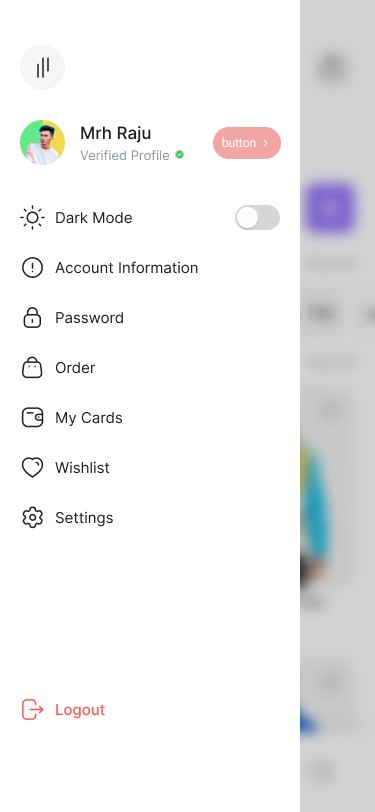 Mrh Raju
Verified Profile
button
Dark Mode
Account Information
Password
Order
My Cards
Wishlist
Settings
Logout